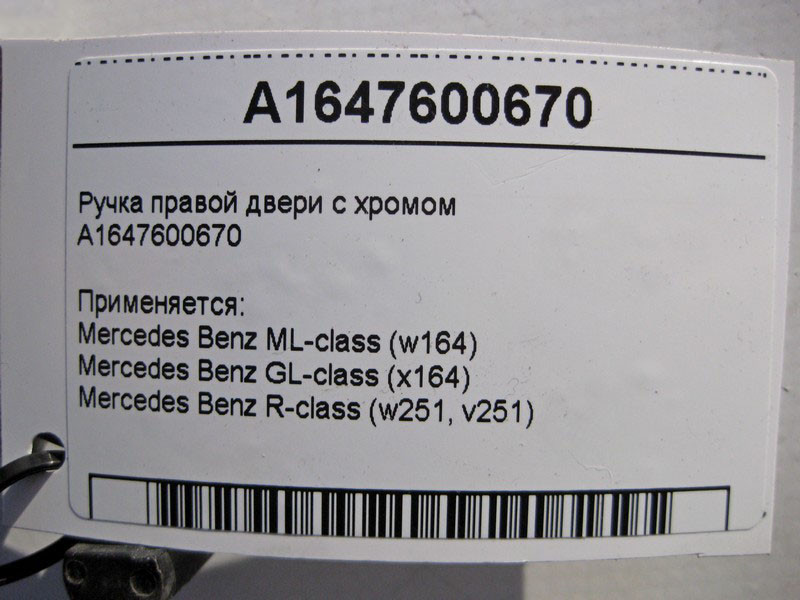 A1647600670
Ручка правой двери с хромом
A1647600670
Применяется:
Mercedes Benz ML-class (w164)
Mercedes Benz GL-class (x164)
Mercedes Benz R-class (w251, v251)